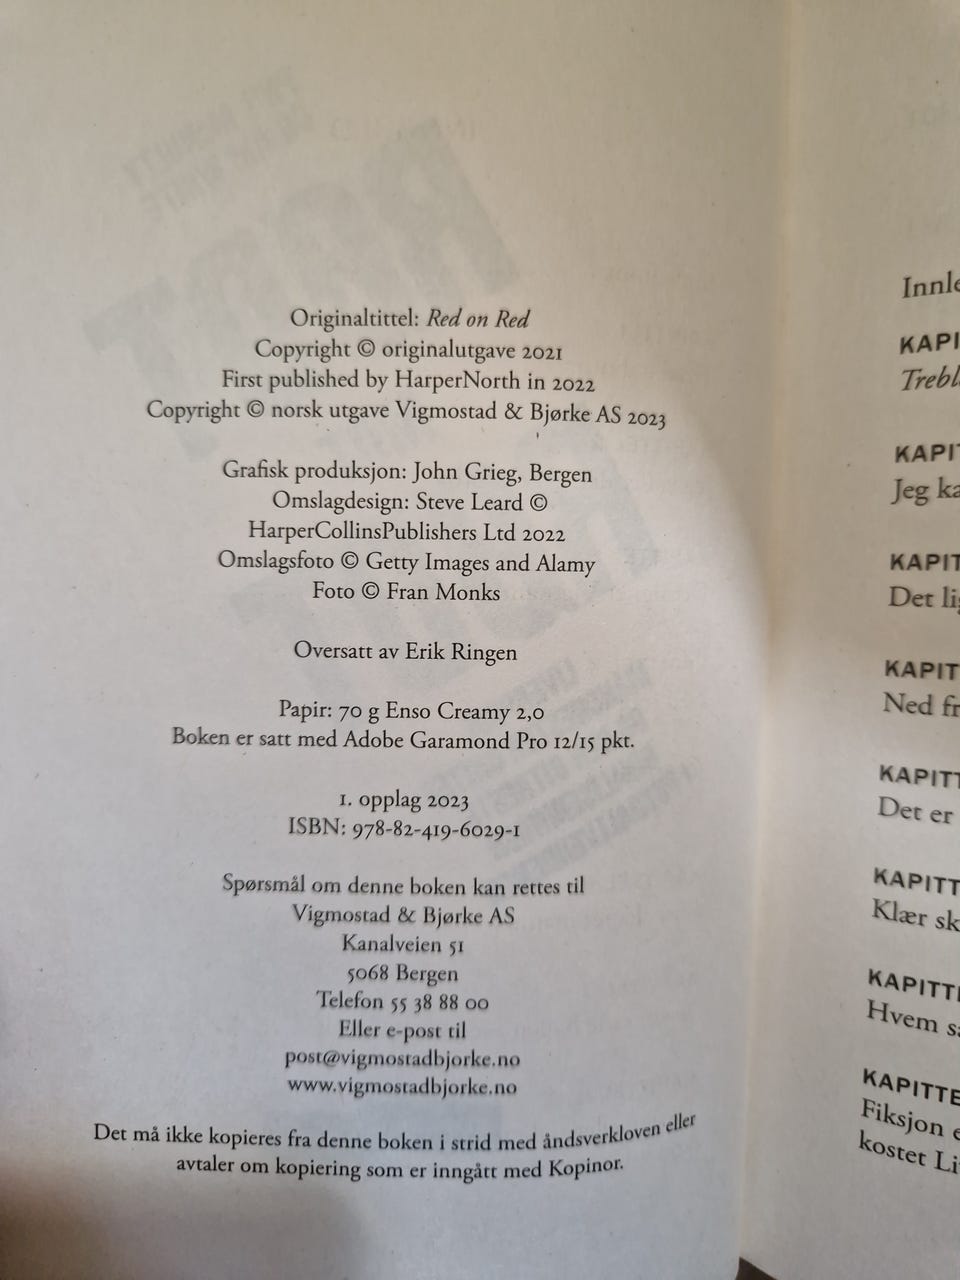 Originaltittel: Red on Red
Copyright © originalutgave 2021
First published by HarperNorth in 2022
Copyright © norsk utgave Vigmostad & Bjørke AS 2023
Grafisk produksjon: John Grieg, Bergen
Omslagdesign: Steve Leard ©
HarperCollinsPublishers Ltd 2022
Omslagsfoto © Getty Images and Alamy
Foto © Fran Monks
Oversatt av Erik Ringen
Papir: 70 g Enso Creamy 2,0
Boken er satt med Adobe Garamond Pro 12/15 pkt.
1. opplag 2023
ISBN: 978-82-419-6029-1
Spørsmål om denne boken kan rettes til
Vigmostad & Bjørke AS
Kanalveien 51
5068 Bergen
Telefon 55 38 88 00
Eller e-post til
post@vigmostadbjorke.no
www.vigmostadbjorke.no
Det må ikke kopieres fra denne boken i strid med åndsverkloven eller
avtaler om kopiering som er inngått med Kopinor.
Innle
KAPI
Trebl
KAPI
Jeg ka
KAPIT
Det lig
KAPIT
Ned fr
KAPITT
Det er
KAPITT
Klær sk
KAPITTE
Hvem sa
KAPITTE
Fiksjon e
kostet Li